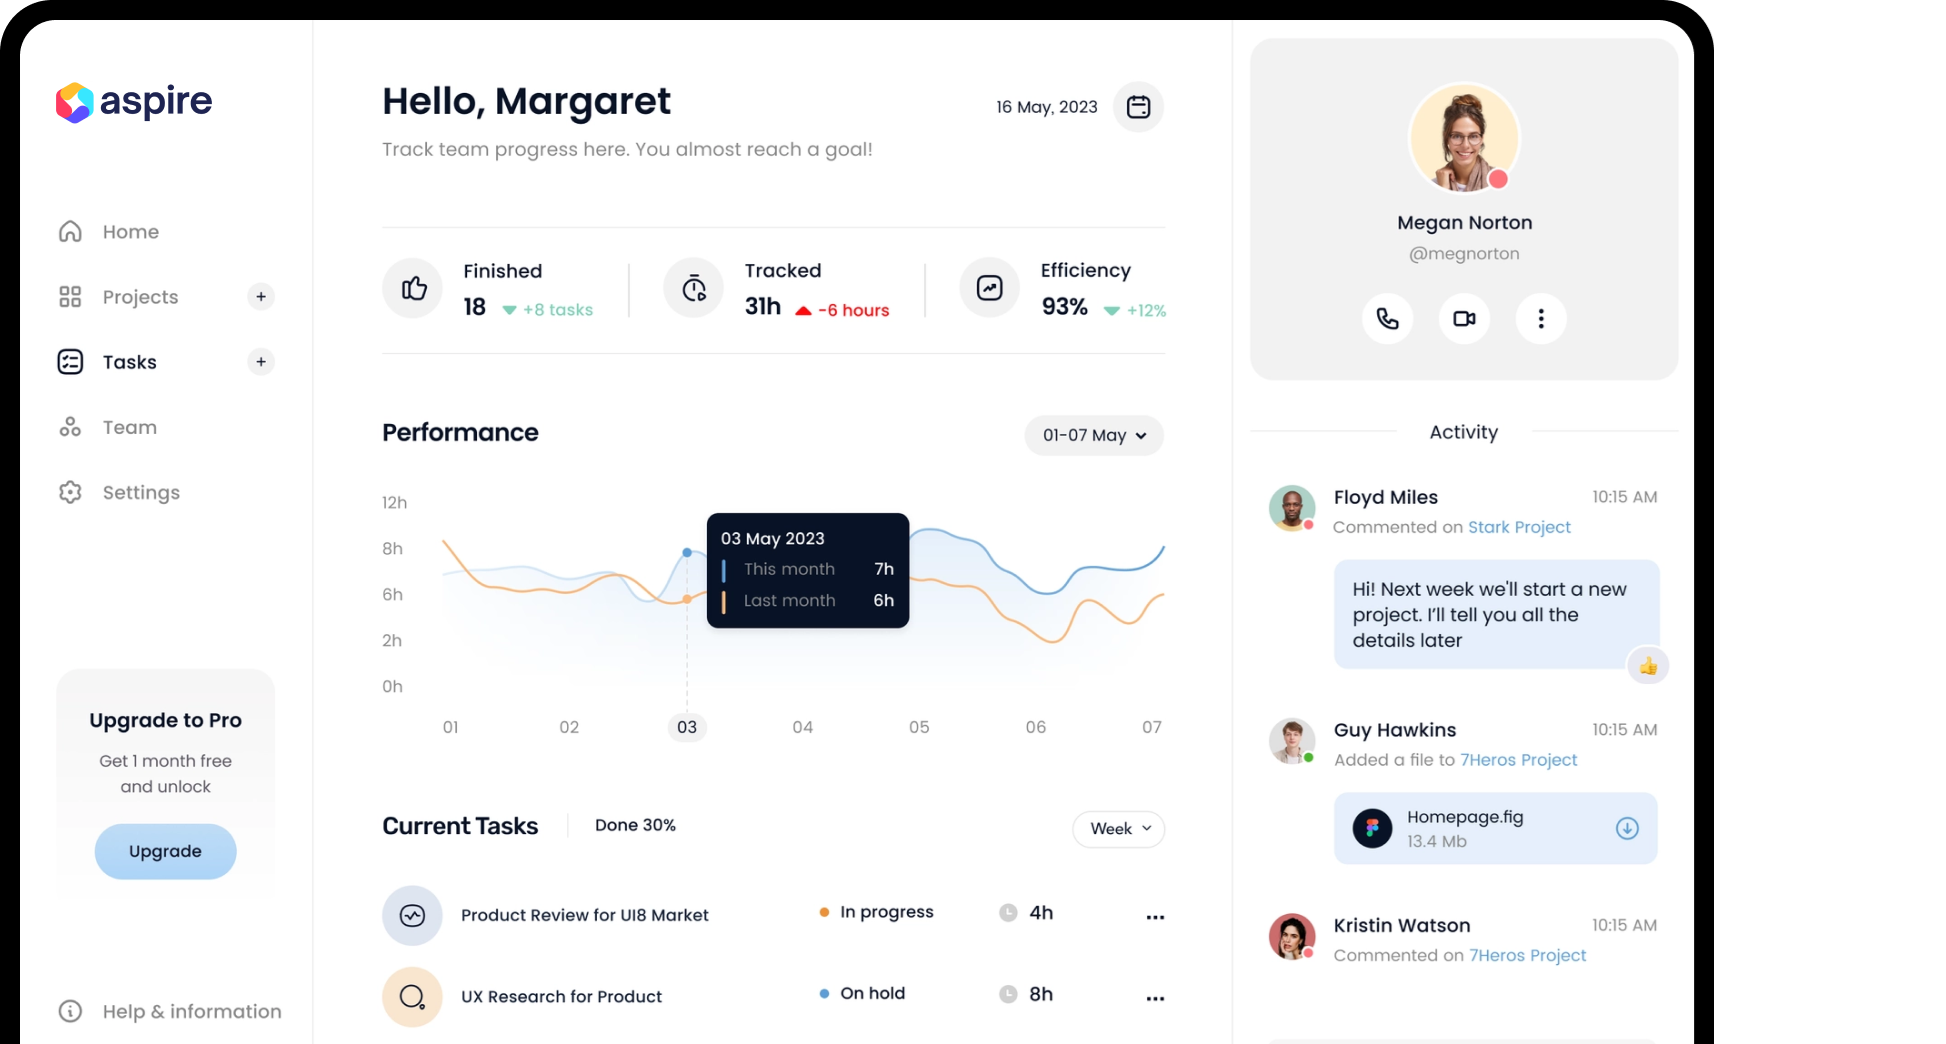 aspire
Home
Projects
+
Tasks
+
Team
Settings
Upgrade to Pro
Get 1 month free
and unlock
Upgrade
Help & information
Hello, Margaret
Track team progress here. You almost reach a goal!
16 May, 2023
Finished
18 +8 tasks
Tracked
31h -6 hours
Efficiency
93% +12%
Performance
01-07 May
12h
8h
6h
2h
0h
03 May 2023
This month 7h
Last month 6h
01 02 03 04 05 06 07
Current Tasks
Done 30%
Week
Product Review for UI8 Market In progress 4h
UX Research for Product On hold 8h
Megan Norton
@megnorton
Activity
Floyd Miles 10:15 AM
Commented on Stark Project
Hi! Next week we'll start a new
project. I'll tell you all the
details later
Guy Hawkins 10:15 AM
Added a file to 7Heros Project
Homepage.fig
13.4 Mb
Kristin Watson 10:15 AM
Commented on 7Heros Project